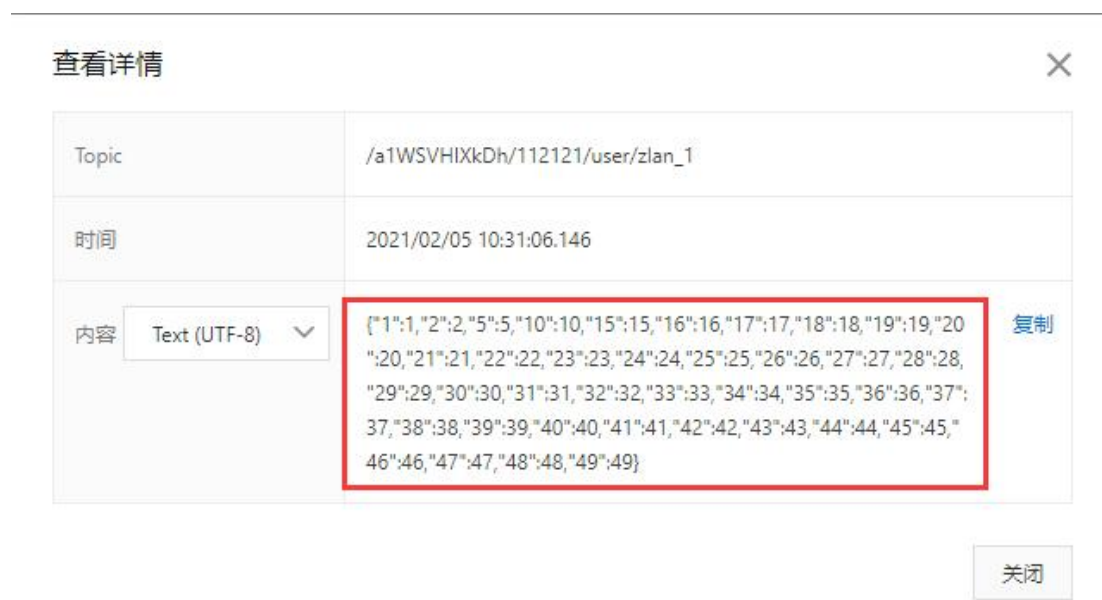 查看详情
Topic
/a1WSVHIXkDh/112121/user/zlan_1
时间
2021/02/05 10:31:06.146
内容
Text (UTF-8)
{"1":1,"2":2,"5":5,"10":10,"15":15,"16":16,"17":17,"18":18,"19":19,"20
":20,"21":21,"22":22,"23":23,"24":24,"25":25,"26":26,"27":27,"28":28,
"29":29,"30":30,"31":31,"32":32,"33":33,"34":34,"35":35,"36":36,"37":
37,"38":38,"39":39,"40":40,"41":41,"42":42,"43":43,"44":44,"45":45,"
46":46,"47":47,"48":48,"49":49}
复制
关闭